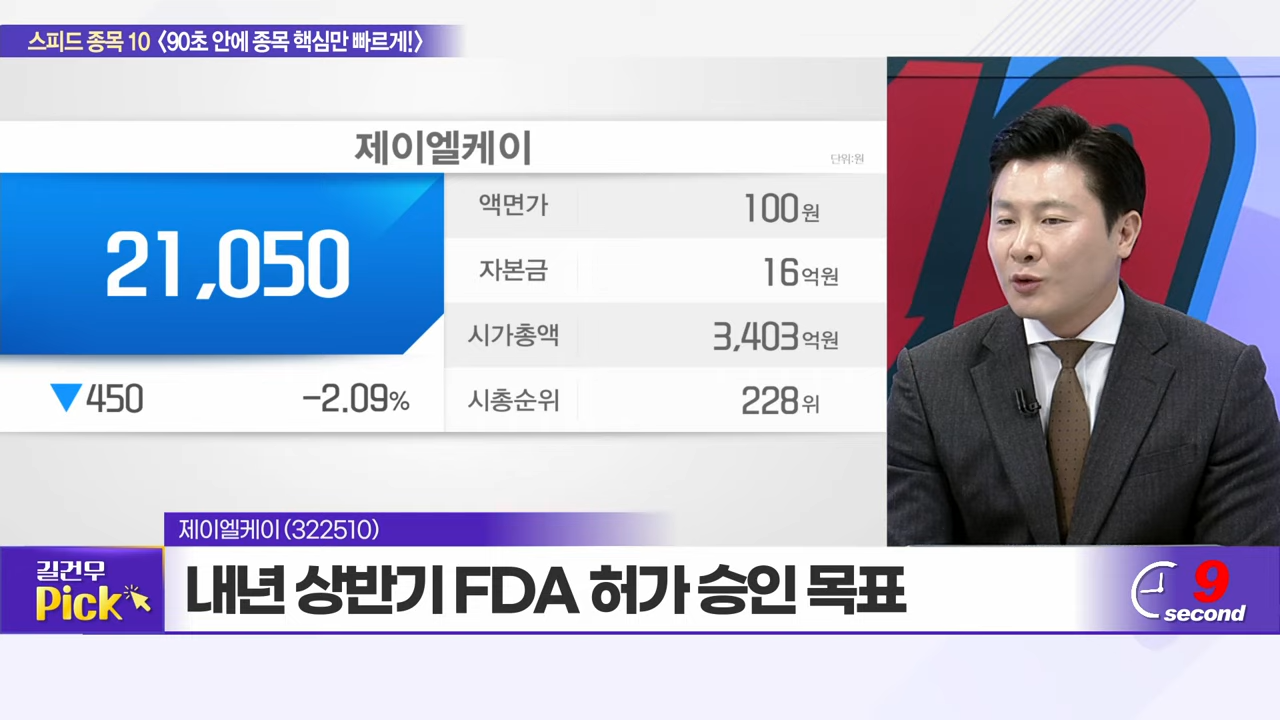 스피드 종목 10 <90초 안에 종목 핵심만 빠르게!>
제이엘케이
단위:원
21,050
▼450 -2.09%
액면가 100원
자본금 16억원
시가총액 3,403억원
시총순위 228위
제이엘케이 (322510)
길건무
Pick
내년 상반기 FDA 허가 승인 목표
9
second